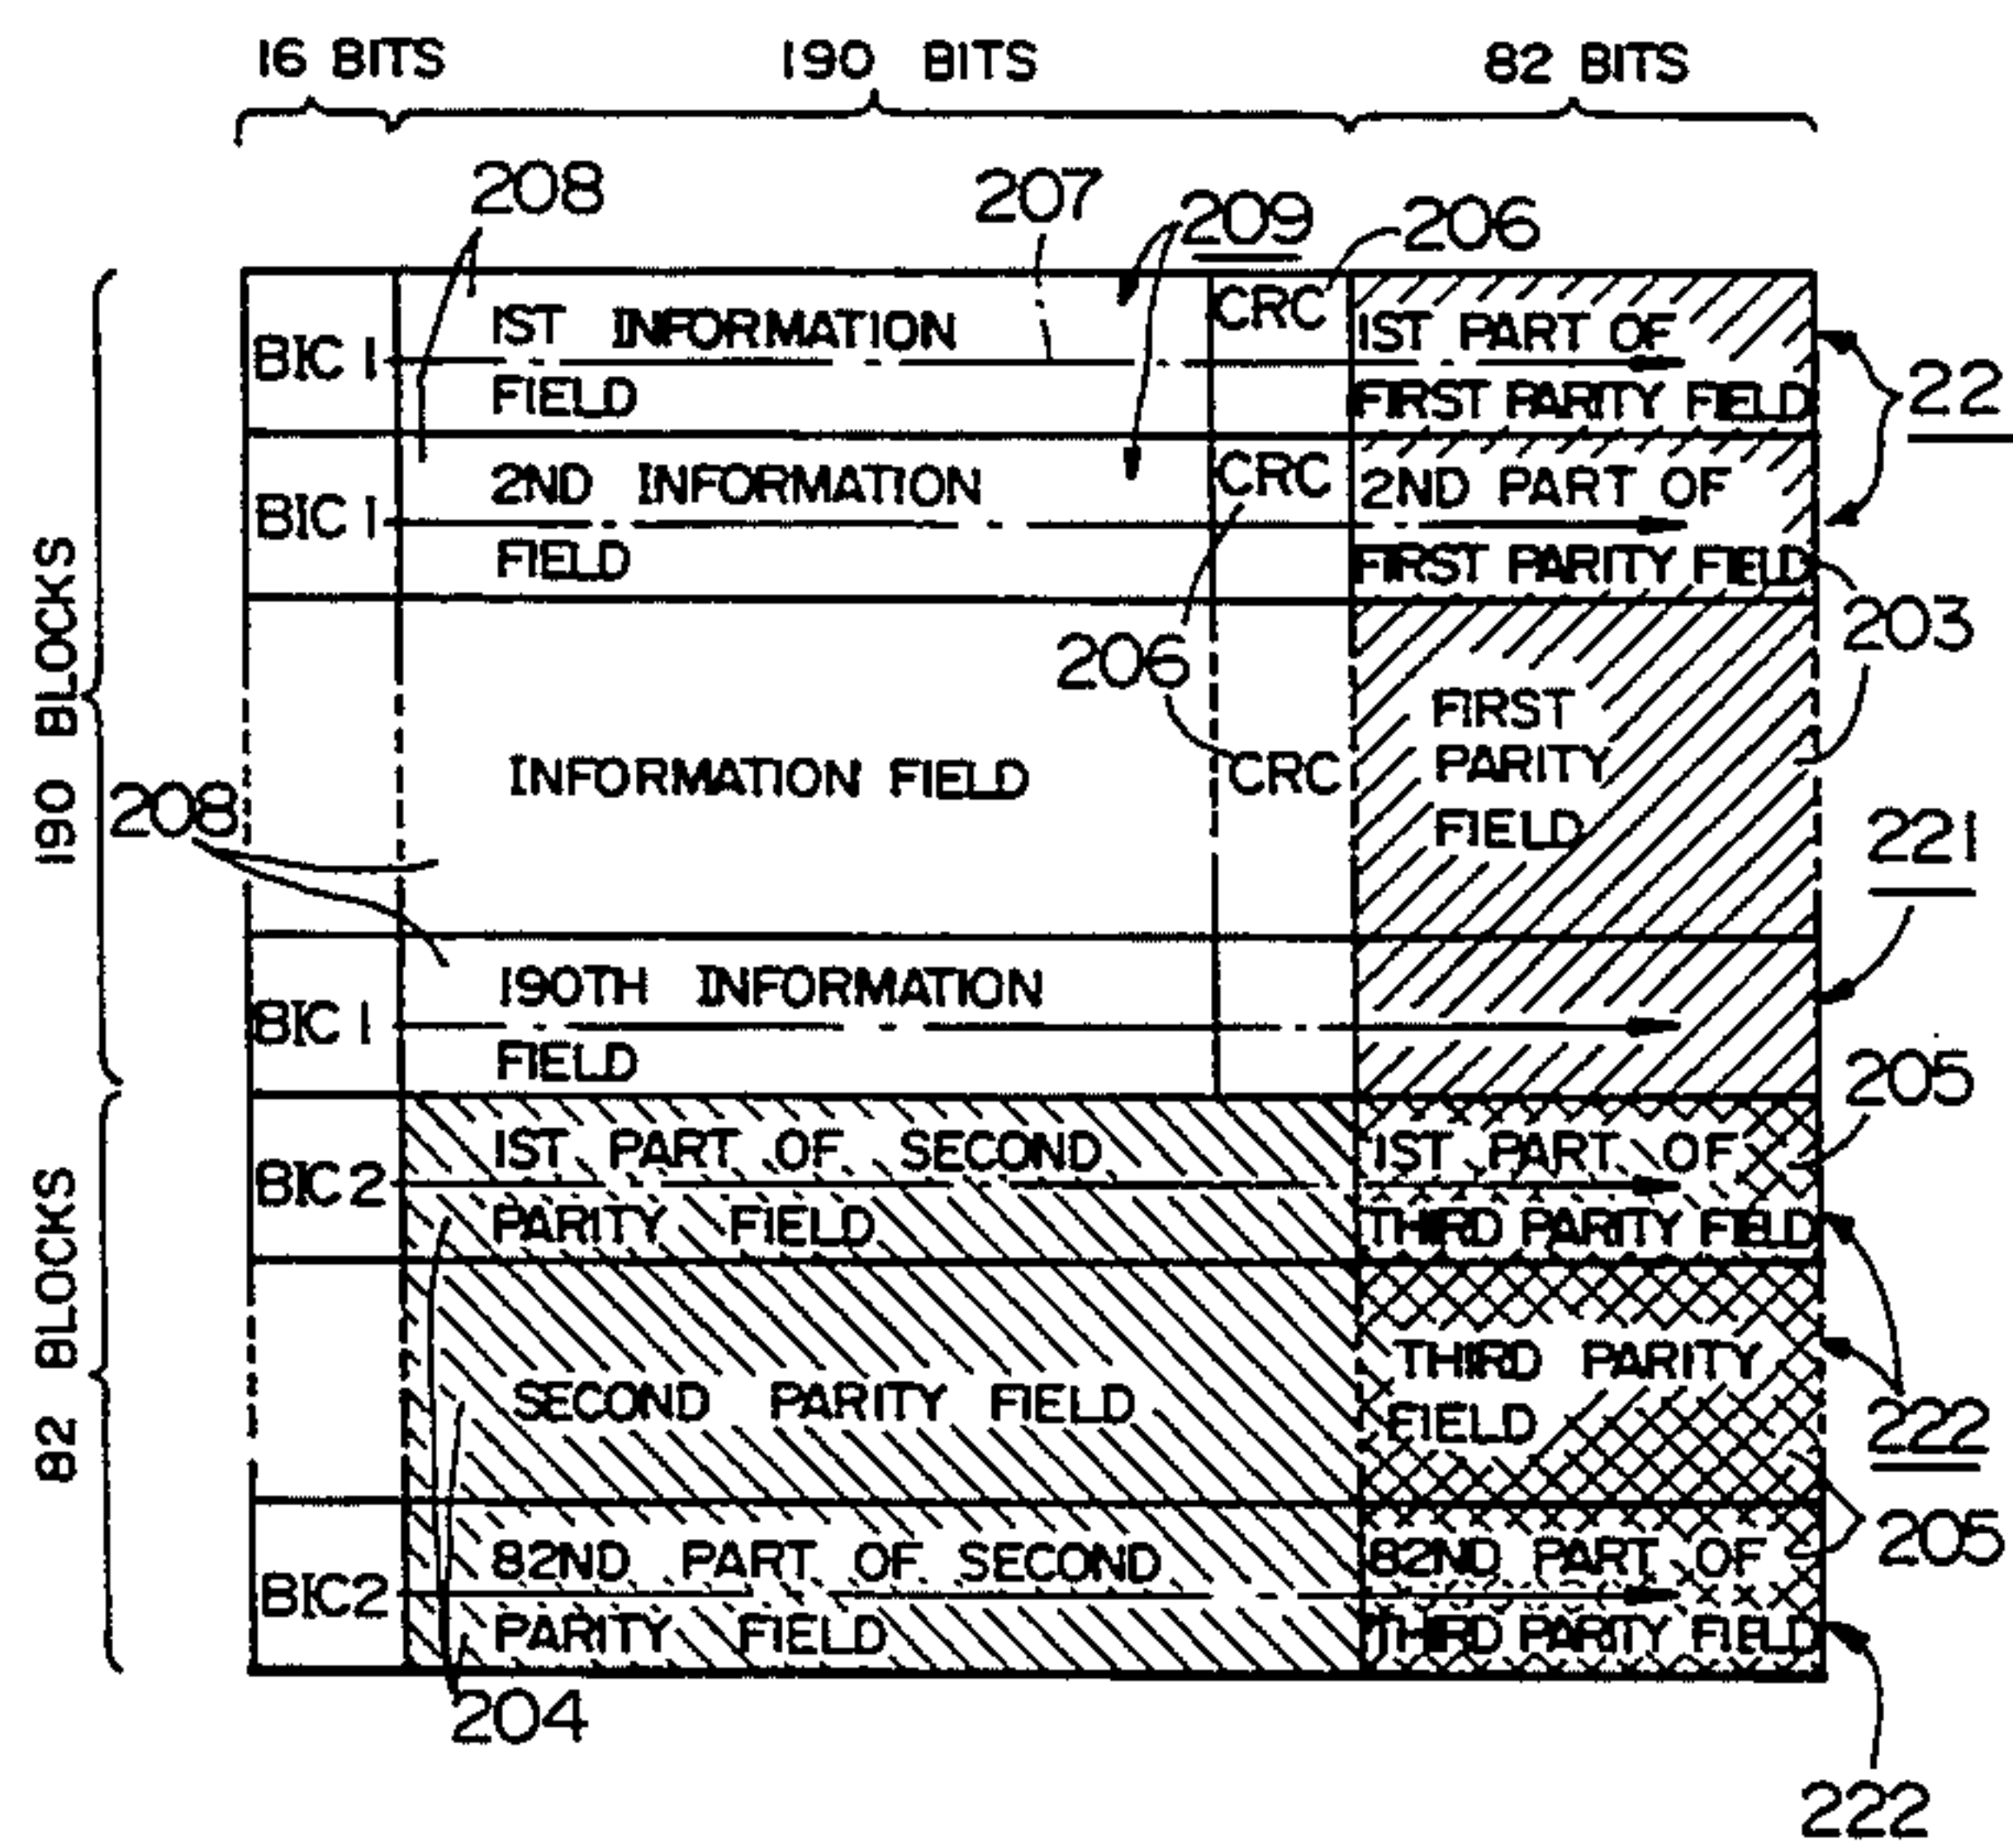 16 BITS 190 BITS 82 BITS
208 207 209 206
BIC 1 1ST INFORMATION FIELD CRC 1ST PART OF FIRST PARITY FIELD
22
BIC 1 2ND INFORMATION FIELD CRC 2ND PART OF FIRST PARITY FIELD
203
206
190 BLOCKS
208
INFORMATION FIELD CRC FIRST PARITY FIELD
221
BIC 1 190TH INFORMATION FIELD
205
82 BLOCKS
BIC 2 1ST PART OF SECOND PARITY FIELD 1ST PART OF THIRD PARITY FIELD
SECOND PARITY FIELD THIRD PARITY FIELD
222
205
BIC2 82ND PART OF SECOND PARITY FIELD 82ND PART OF THIRD PARITY FIELD
204
222